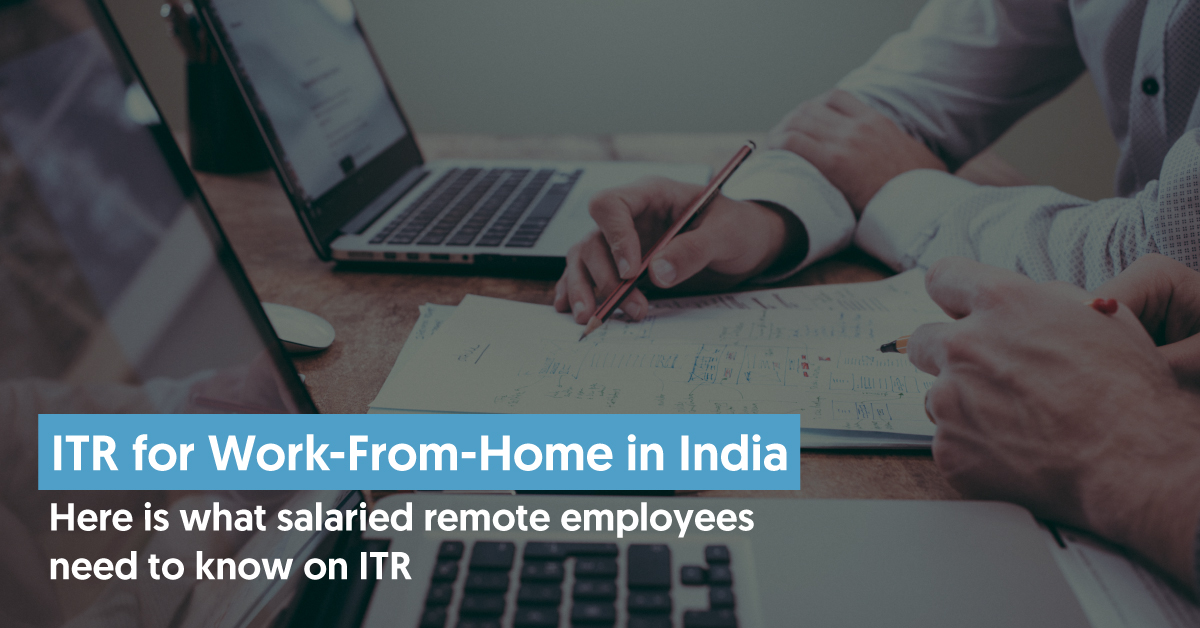 ITR for Work-From-Home in India
Here is what salaried remote employees
need to know on ITR